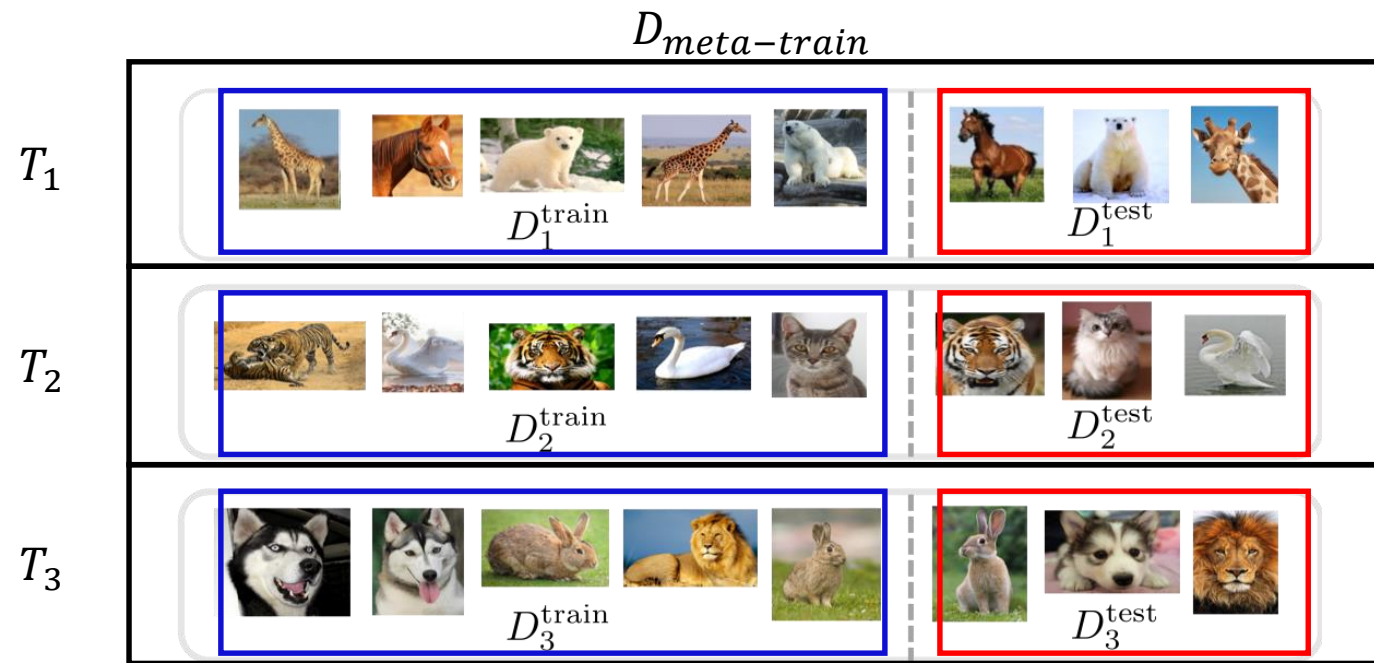 D_{meta-train}
T_1
D_1^{train}
D_1^{test}
T_2
D_2^{train}
D_2^{test}
T_3
D_3^{train}
D_3^{test}